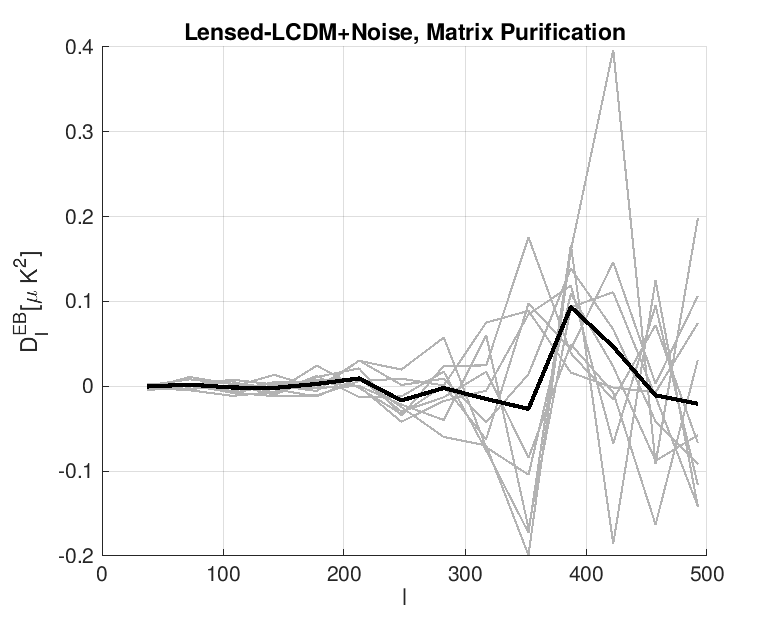 Lensed-LCDM+Noise, Matrix Purification
0.4
0.3
0.2
0.1
0
-0.1
-0.2
0 100 200 300 400 500
l
D_l^EB[μ K^2]